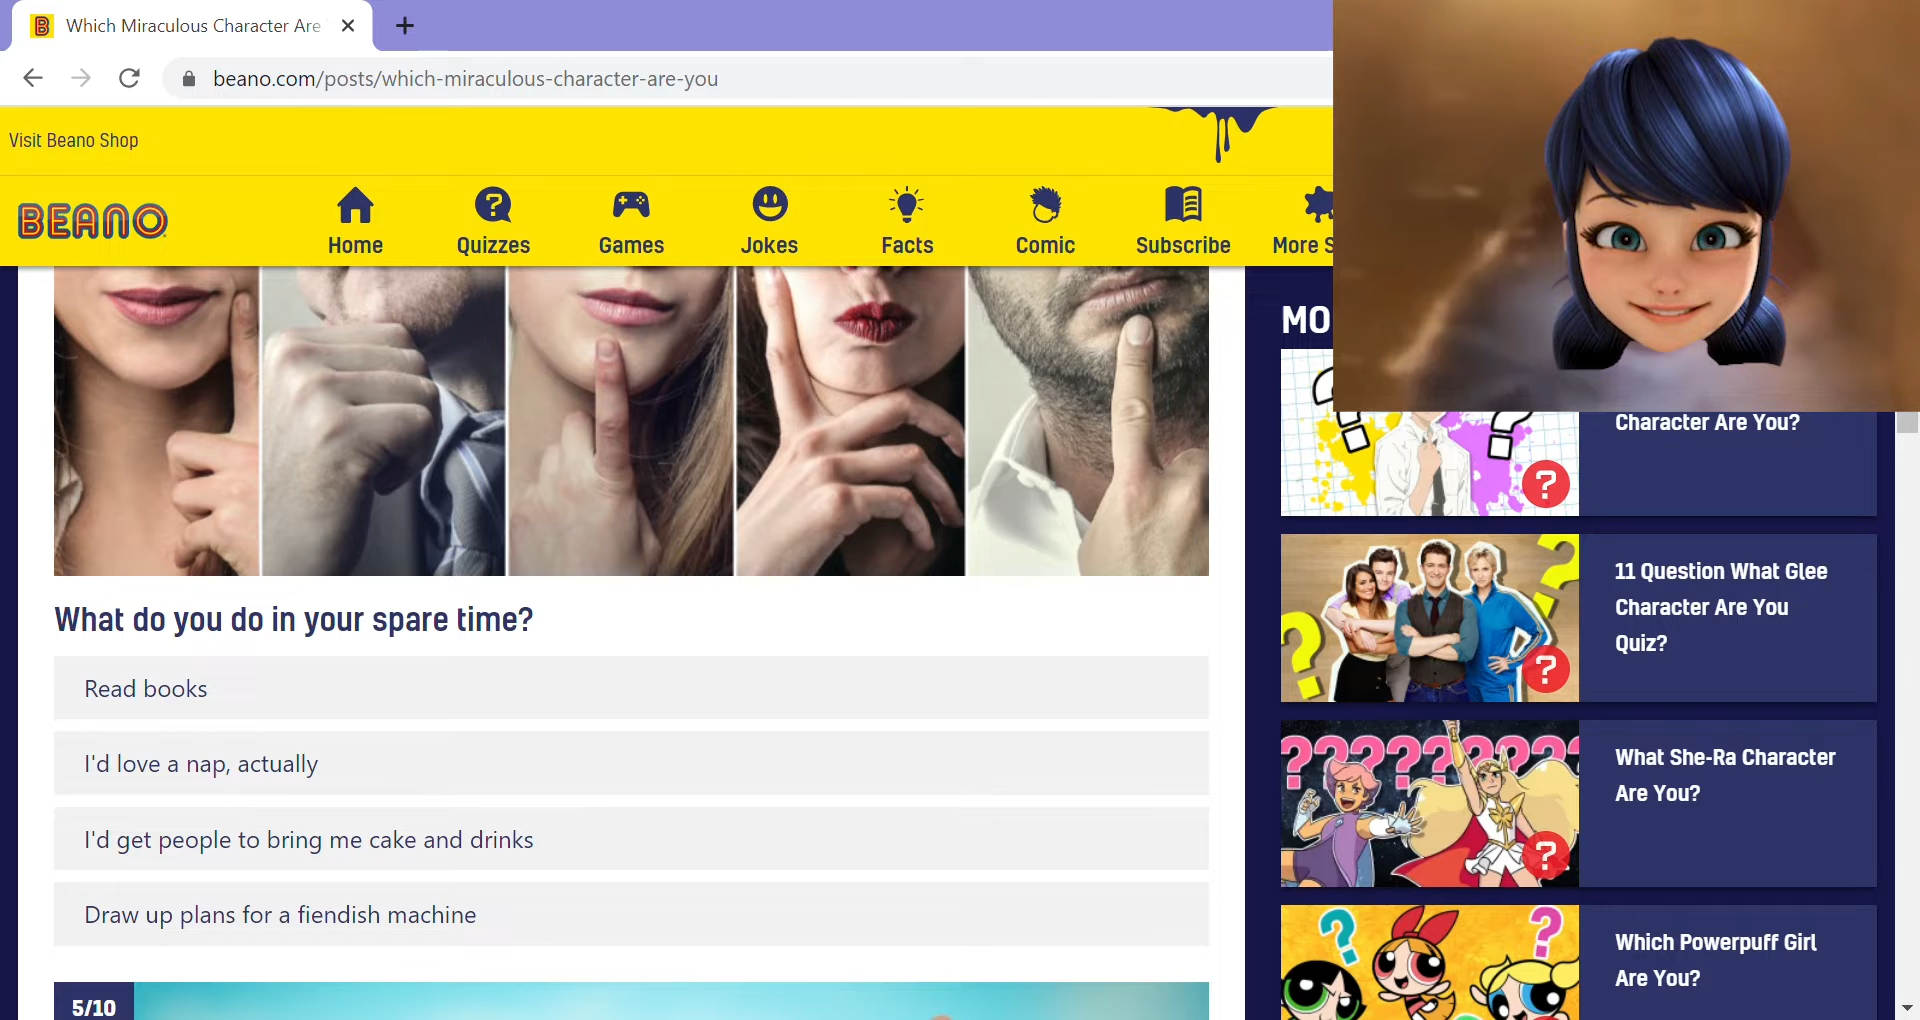 Which Miraculous Character Are
beano.com/posts/which-miraculous-character-are-you
Visit Beano Shop
BEANO
Home
Quizzes
Games
Jokes
Facts
Comic
Subscribe
More S
MO
Character Are You?
What do you do in your spare time?
Read books
I'd love a nap, actually
I'd get people to bring me cake and drinks
Draw up plans for a fiendish machine
5/10
11 Question What Glee
Character Are You
Quiz?
What She-Ra Character
Are You?
Which Powerpuff Girl
Are You?